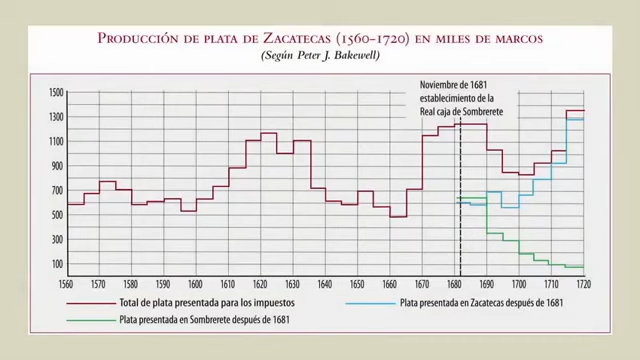 Producción de plata de Zacatecas (1560-1720) en miles de marcos
(Según Peter J. Bakewell)
Noviembre de 1681
establecimiento de la
Real caja de Sombrerete
1500
1300
1100
900
700
500
300
100
1560 1570 1580 1590 1600 1610 1620 1630 1640 1650 1660 1670 1680 1690 1700 1710 1720
Total de plata presentada para los impuestos
Plata presentada en Zacatecas después de 1681
Plata presentada en Sombrerete después de 1681